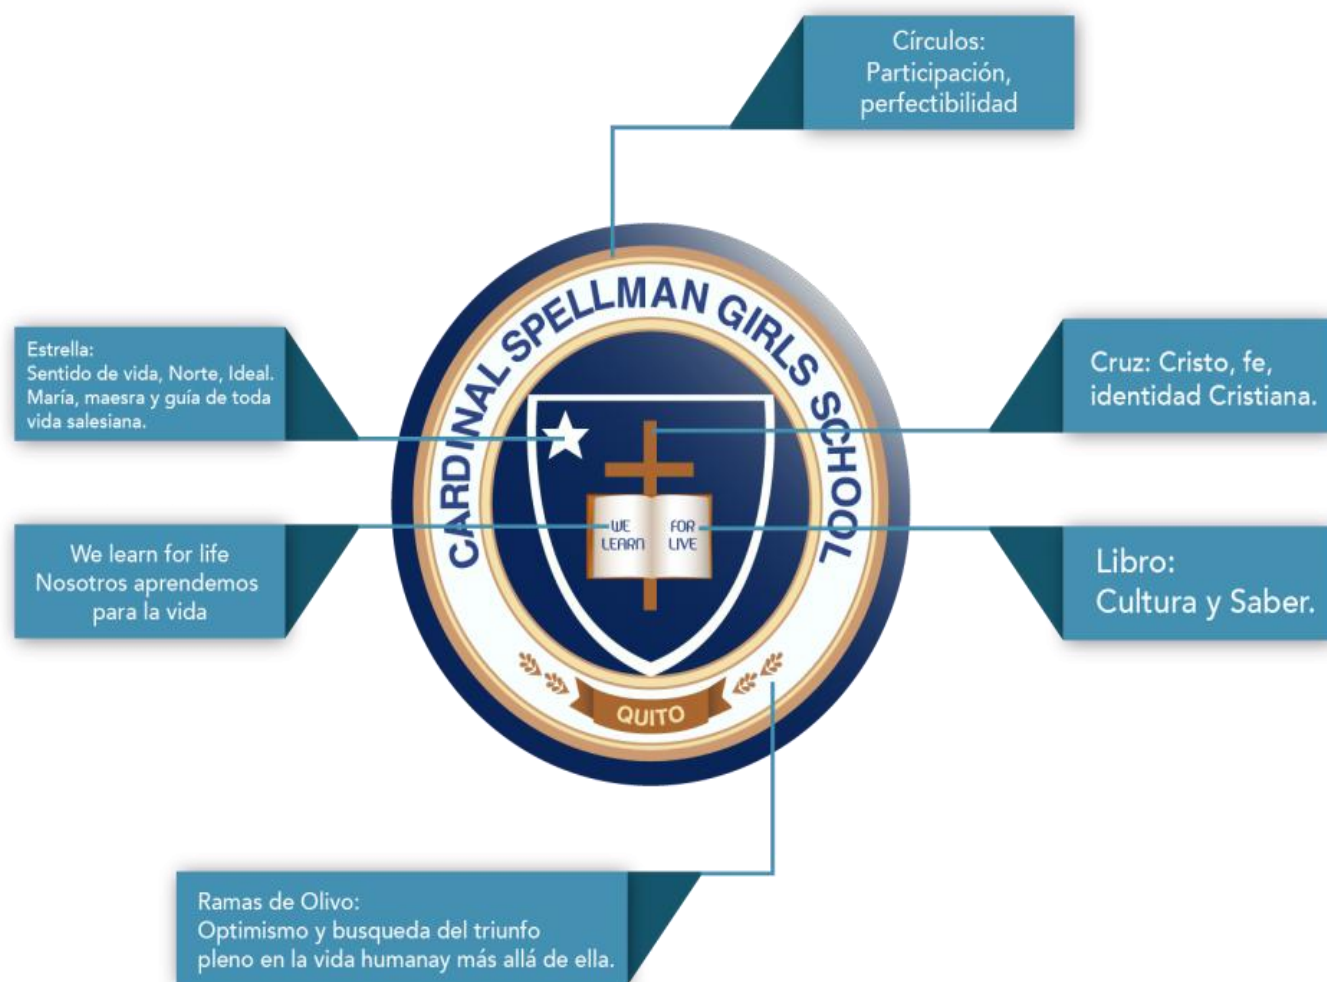 Círculos:
Participación,
perfectibilidad
CARDINAL SPELLMAN GIRLS SCHOOL
Estrella:
Sentido de vida, Norte, Ideal.
María, maesra y guía de toda
vida salesiana.
Cruz: Cristo, fe,
identidad Cristiana.
WE
LEARN
FOR
LIVE
We learn for life
Nosotros aprendemos
para la vida
Libro:
Cultura y Saber.
QUITO
Ramas de Olivo:
Optimismo y busqueda del triunfo
pleno en la vida humanay más allá de ella.